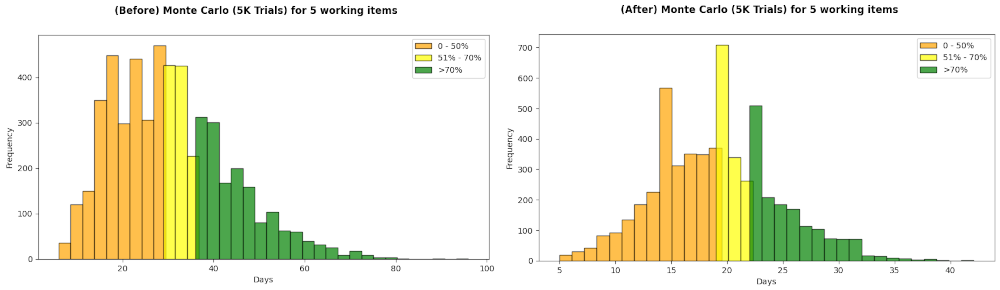 (Before) Monte Carlo (5K Trials) for 5 working items
0 - 50%
51% - 70%
>70%
400
300
200
100
0
Frequency
20
40
60
80
100
Days
(After) Monte Carlo (5K Trials) for 5 working items
0 - 50%
51% - 70%
>70%
700
600
500
400
300
200
100
0
Frequency
5
10
15
20
25
30
35
40
Days